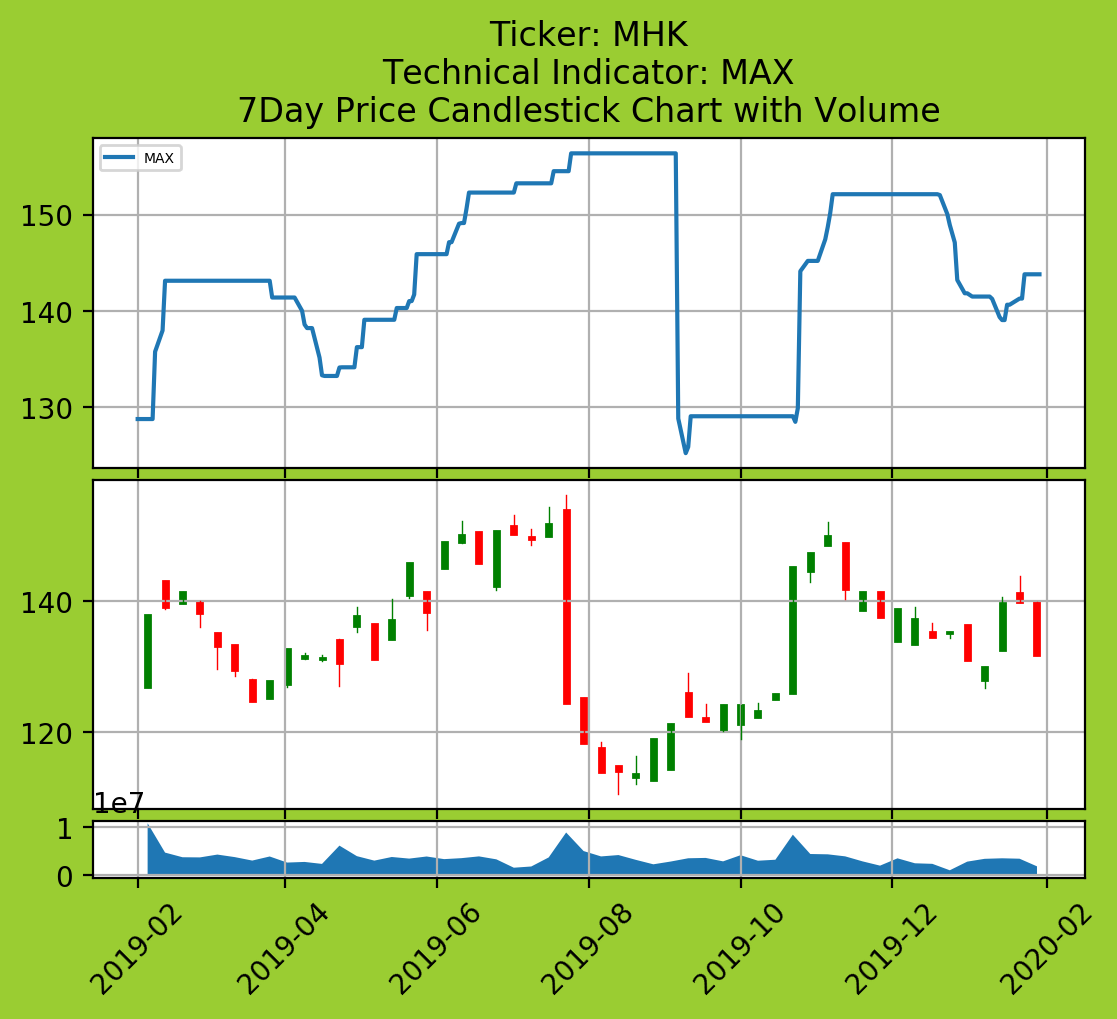 Ticker: MHK
Technical Indicator: MAX
7Day Price Candlestick Chart with Volume
MAX
150
140
130
140
120
1e7
1
0
2019-02
2019-04
2019-06
2019-08
2019-10
2019-12
2020-02